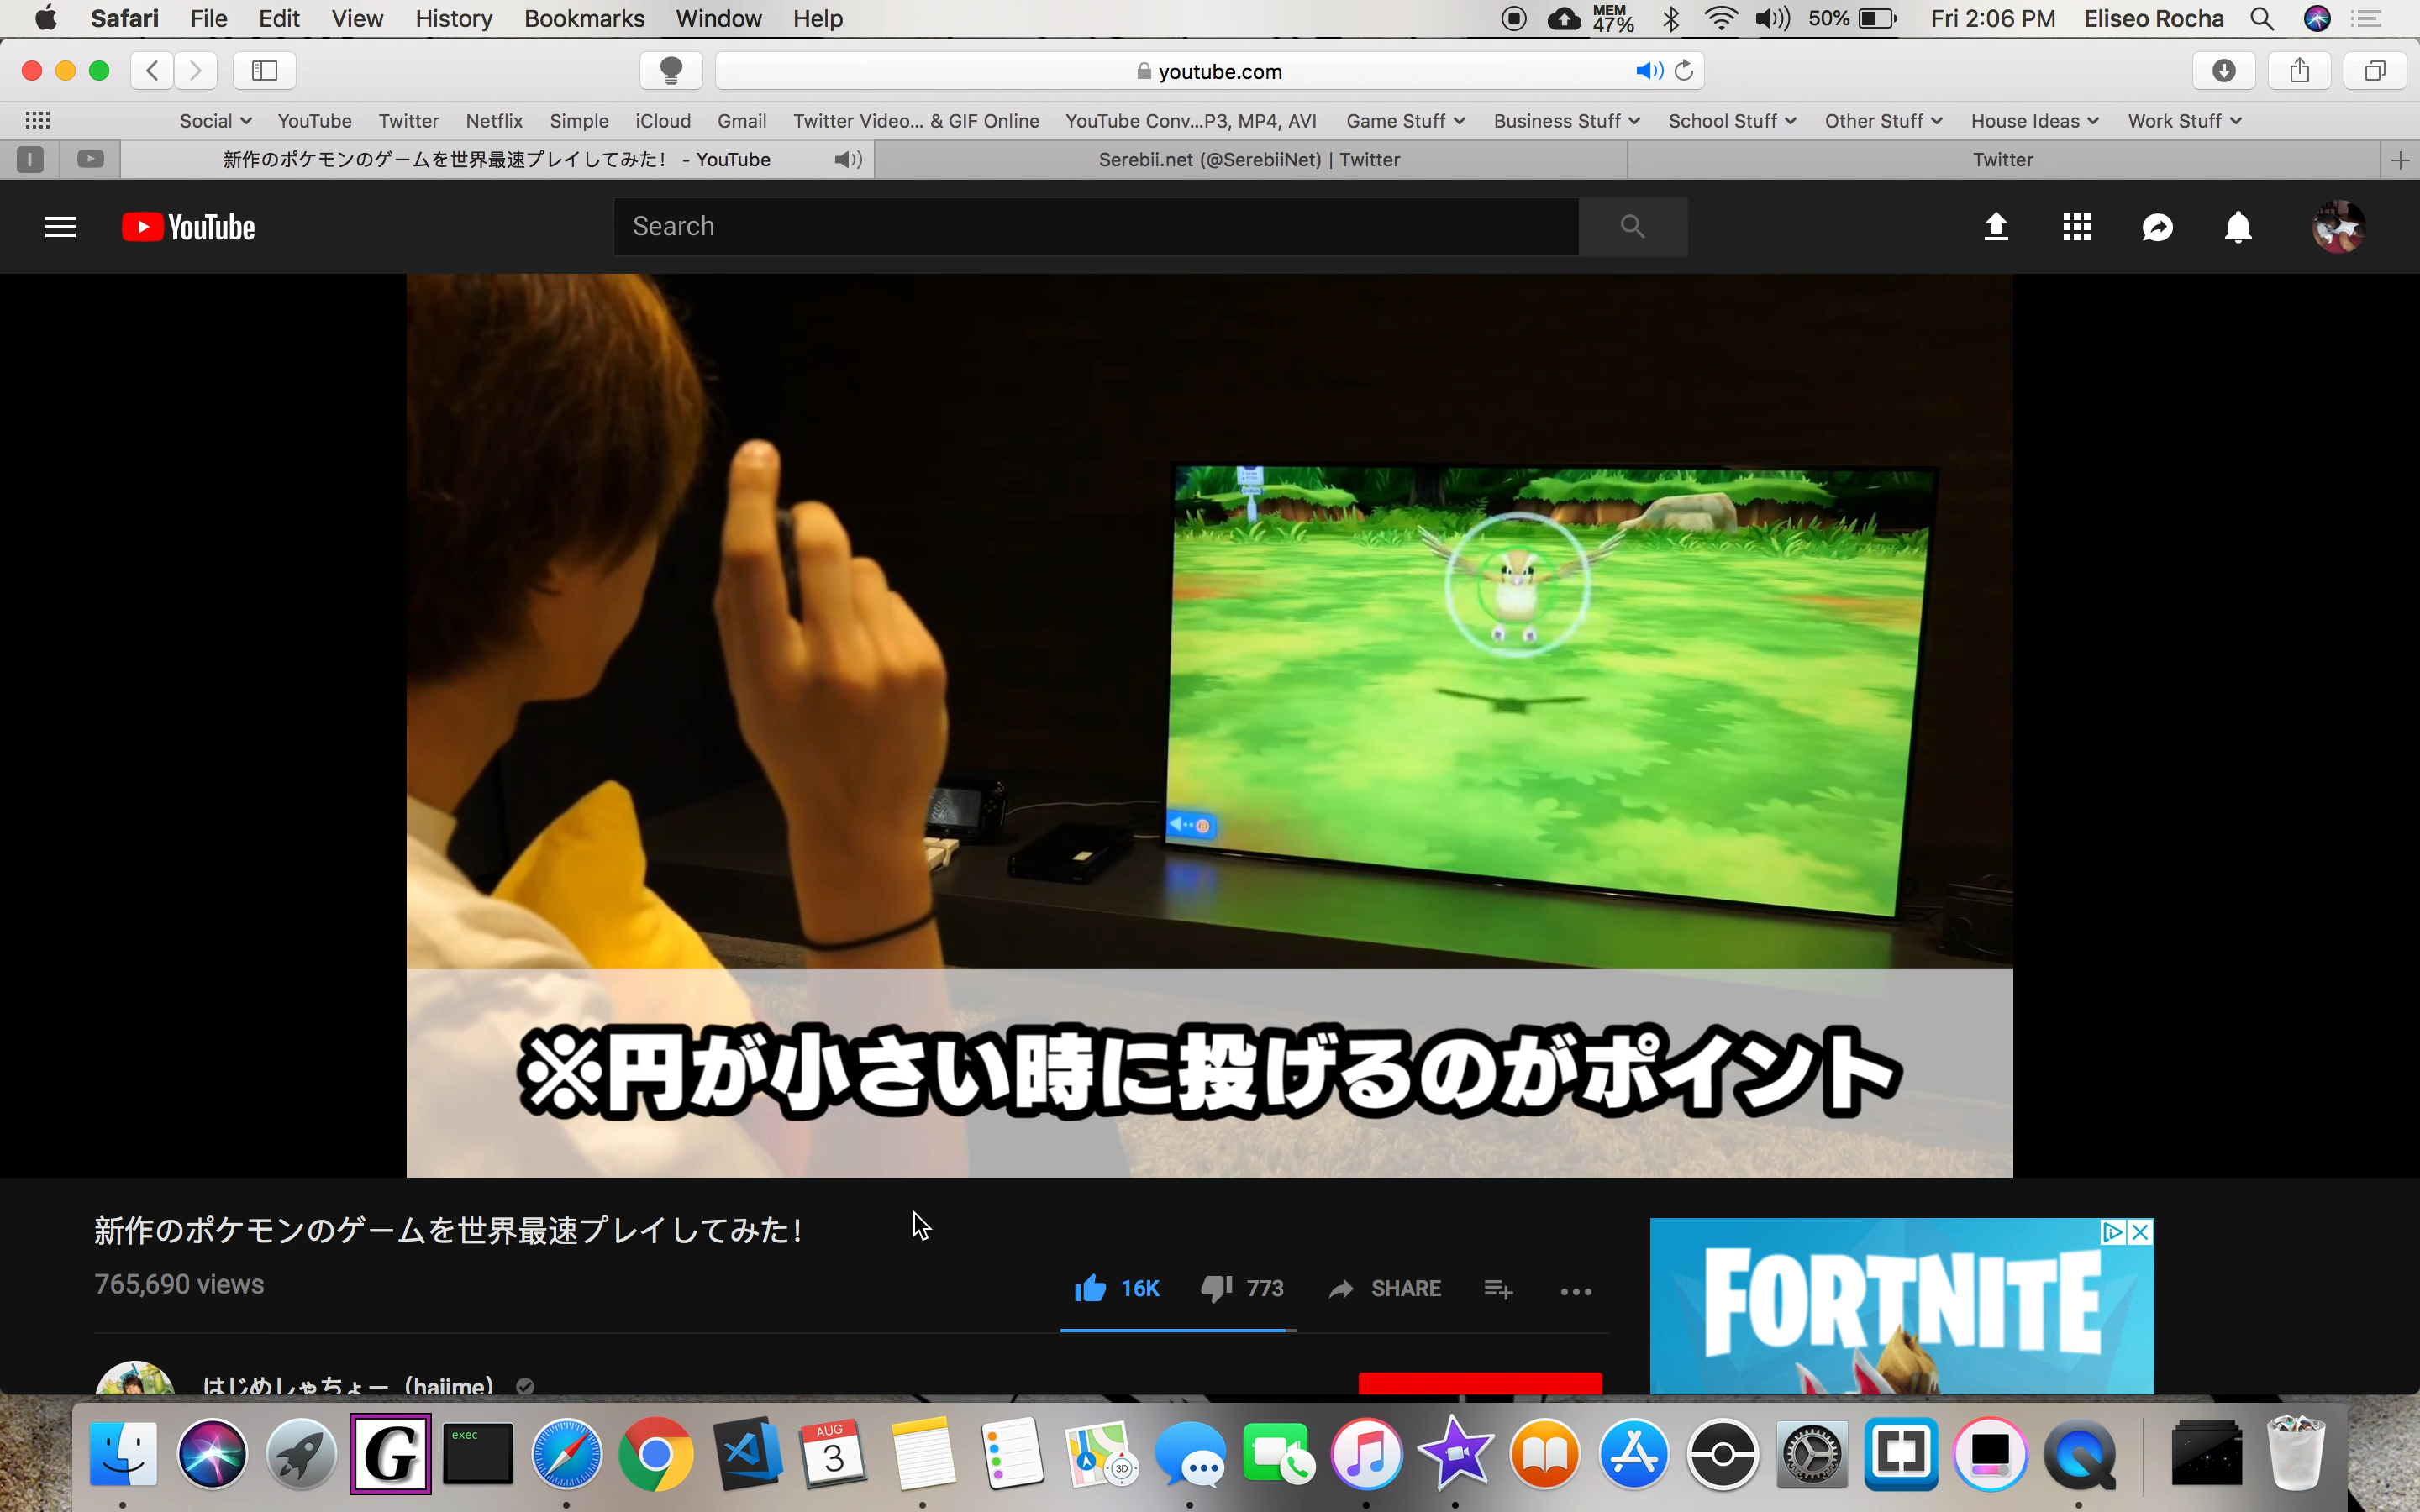 Safari File Edit View History Bookmarks Window Help MEM 47% 50% Fri 2:06 PM Eliseo Rocha
youtube.com
Social YouTube Twitter Netflix Simple iCloud Gmail Twitter Video... & GIF Online YouTube Conv...P3, MP4, AVI Game Stuff Business Stuff School Stuff Other Stuff House Ideas Work Stuff
I 新作のポケモンのゲームを世界最速プレイしてみた! - YouTube Serebii.net (@SerebiiNet) | Twitter Twitter
YouTube Search
※円が小さい時に投げるのがポイント
新作のポケモンのゲームを世界最速プレイしてみた!
765,690 views
16K 773 SHARE
FORTNITE
はじめしゃちょー (hajime)
G exec AUG 3 3D